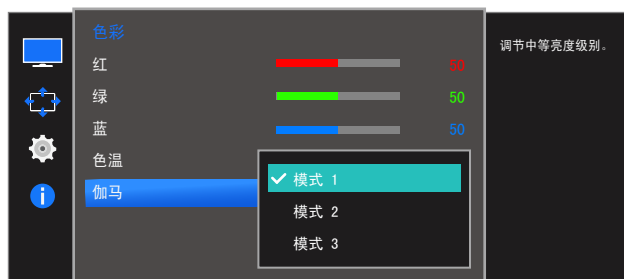 色彩
红 50
绿 50
蓝 50
色温
伽马
模式 1
模式 2
模式 3
调节中等亮度级别。